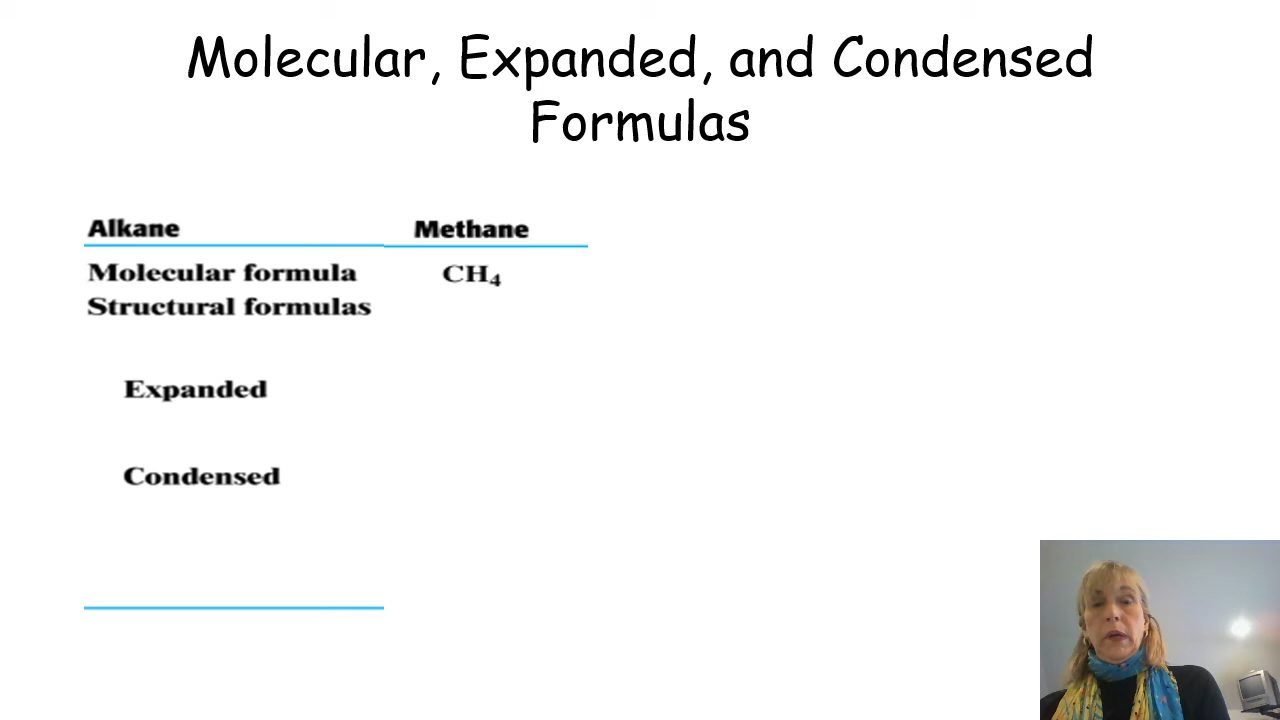 Molecular, Expanded, and Condensed
Formulas
Alkane Methane
Molecular formula CH₄
Structural formulas
Expanded
Condensed